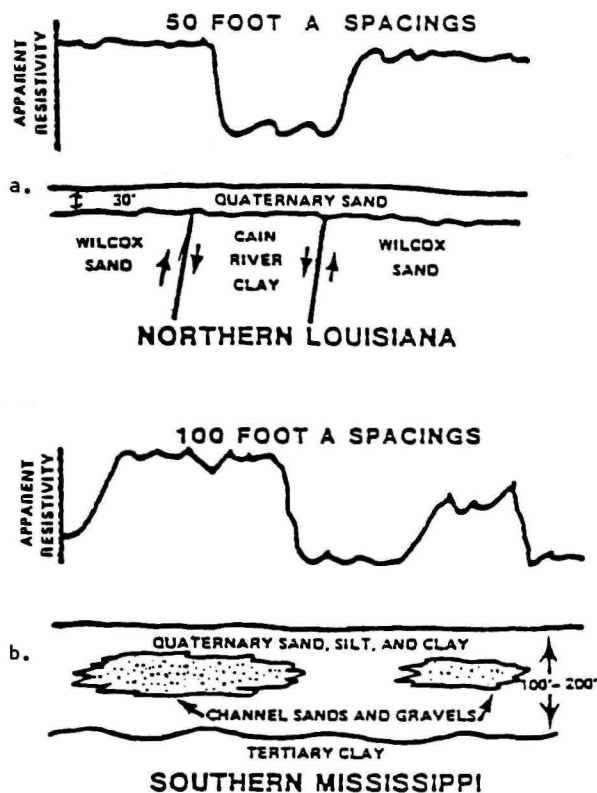 50 FOOT A SPACINGS
APPARENT
RESISTIVITY
a.
30'
QUATERNARY SAND
WILCOX
SAND
CAIN
RIVER
CLAY
WILCOX
SAND
NORTHERN LOUISIANA
100 FOOT A SPACINGS
APPARENT
RESISTIVITY
b.
QUATERNARY SAND, SILT, AND CLAY
100'-200'
CHANNEL SANDS AND GRAVELS
TERTIARY CLAY
SOUTHERN MISSISSIPPI